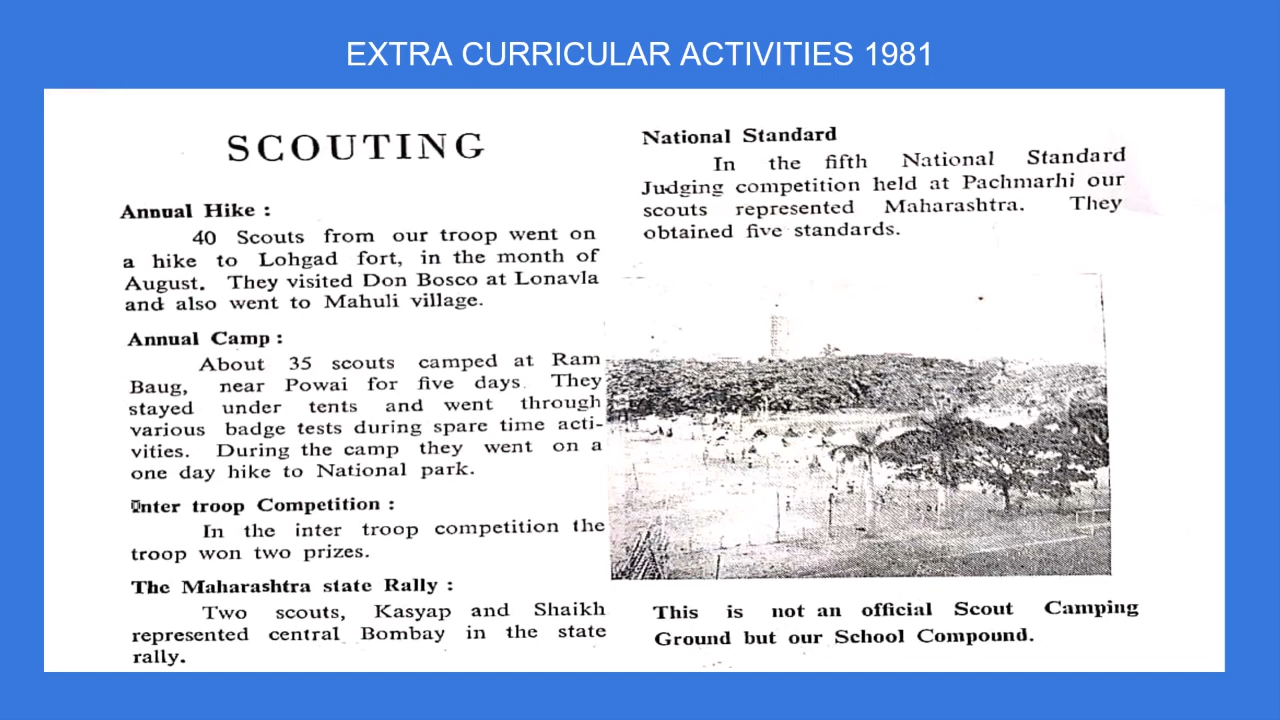 EXTRA CURRICULAR ACTIVITIES 1981
SCOUTING
Annual Hike :
40 Scouts from our troop went on
a hike to Lohgad fort, in the month of
August. They visited Don Bosco at Lonavla
and also went to Mahuli village.
Annual Camp :
About 35 scouts camped at Ram
Baug, near Powai for five days. They
stayed under tents and went through
various badge tests during spare time acti-
vities. During the camp they went on a
one day hike to National park.
Inter troop Competition :
In the inter troop competition the
troop won two prizes.
The Maharashtra state Rally :
Two scouts, Kasyap and Shaikh
represented central Bombay in the state
rally.
National Standard
In the fifth National Standard
Judging competition held at Pachmarhi our
scouts represented Maharashtra. They
obtained five standards.
This is not an official Scout Camping
Ground but our School Compound.